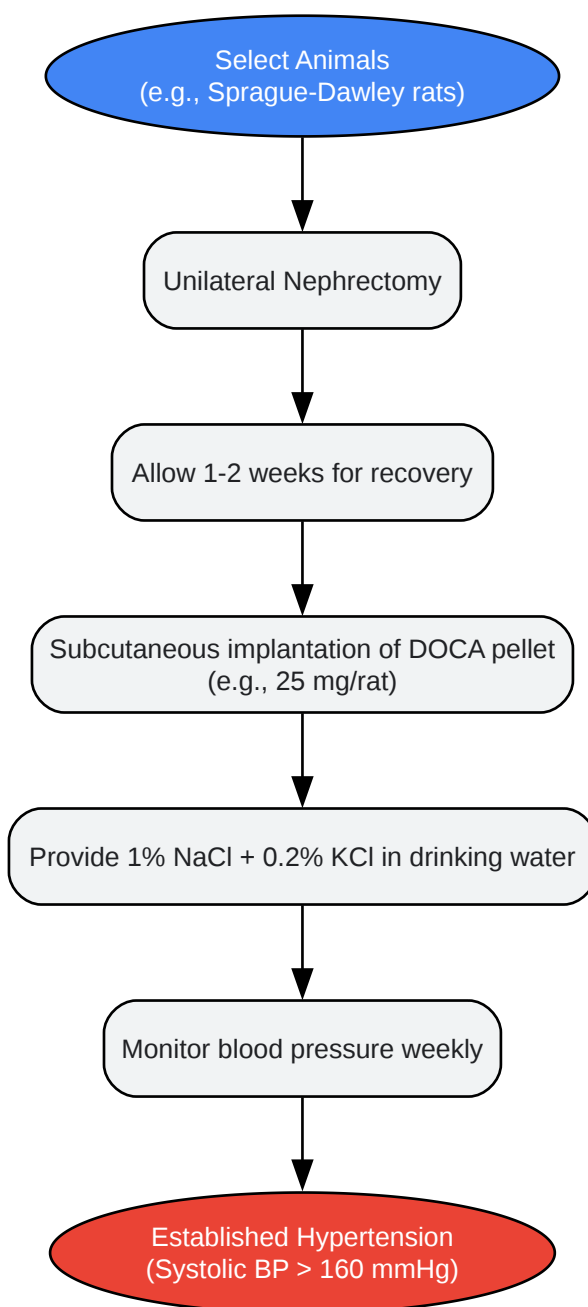 Select Animals
(e.g., Sprague-Dawley rats)
Unilateral Nephrectomy
Allow 1-2 weeks for recovery
Subcutaneous implantation of DOCA pellet
(e.g., 25 mg/rat)
Provide 1% NaCl + 0.2% KCl in drinking water
Monitor blood pressure weekly
Established Hypertension
(Systolic BP > 160 mmHg)